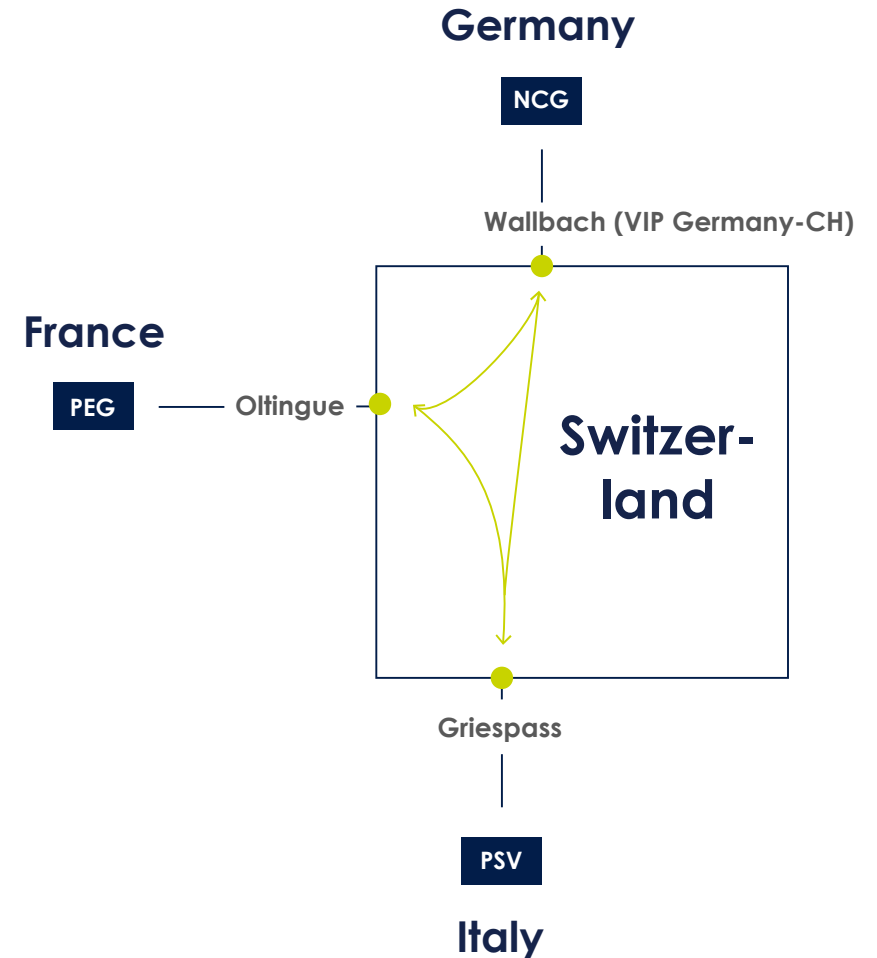 Germany
NCG
Wallbach (VIP Germany-CH)
France
PEG
Oltingue
Switzer-
land
Griespass
PSV
Italy